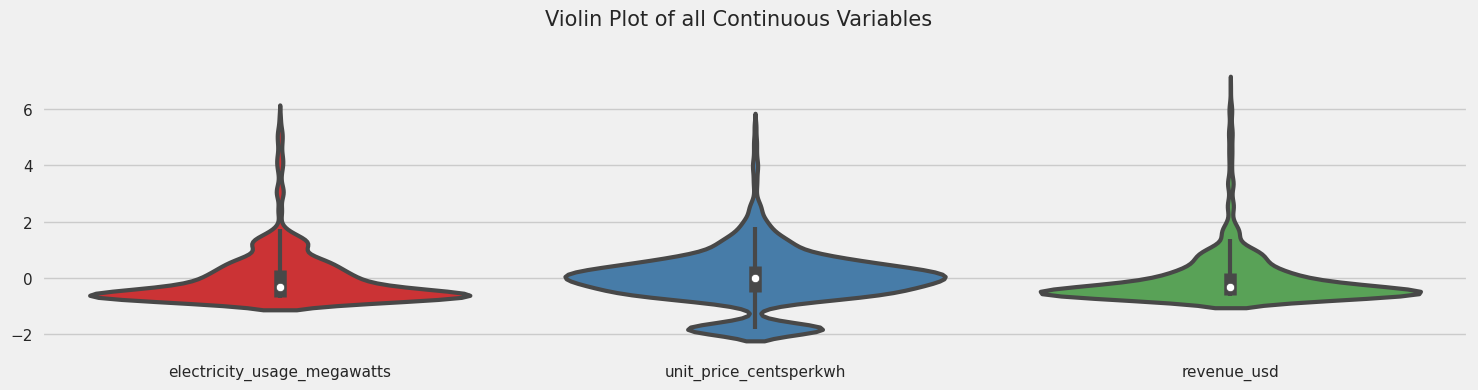 Violin Plot of all Continuous Variables
6
4
2
0
−2
electricity_usage_megawatts
unit_price_centsperkwh
revenue_usd